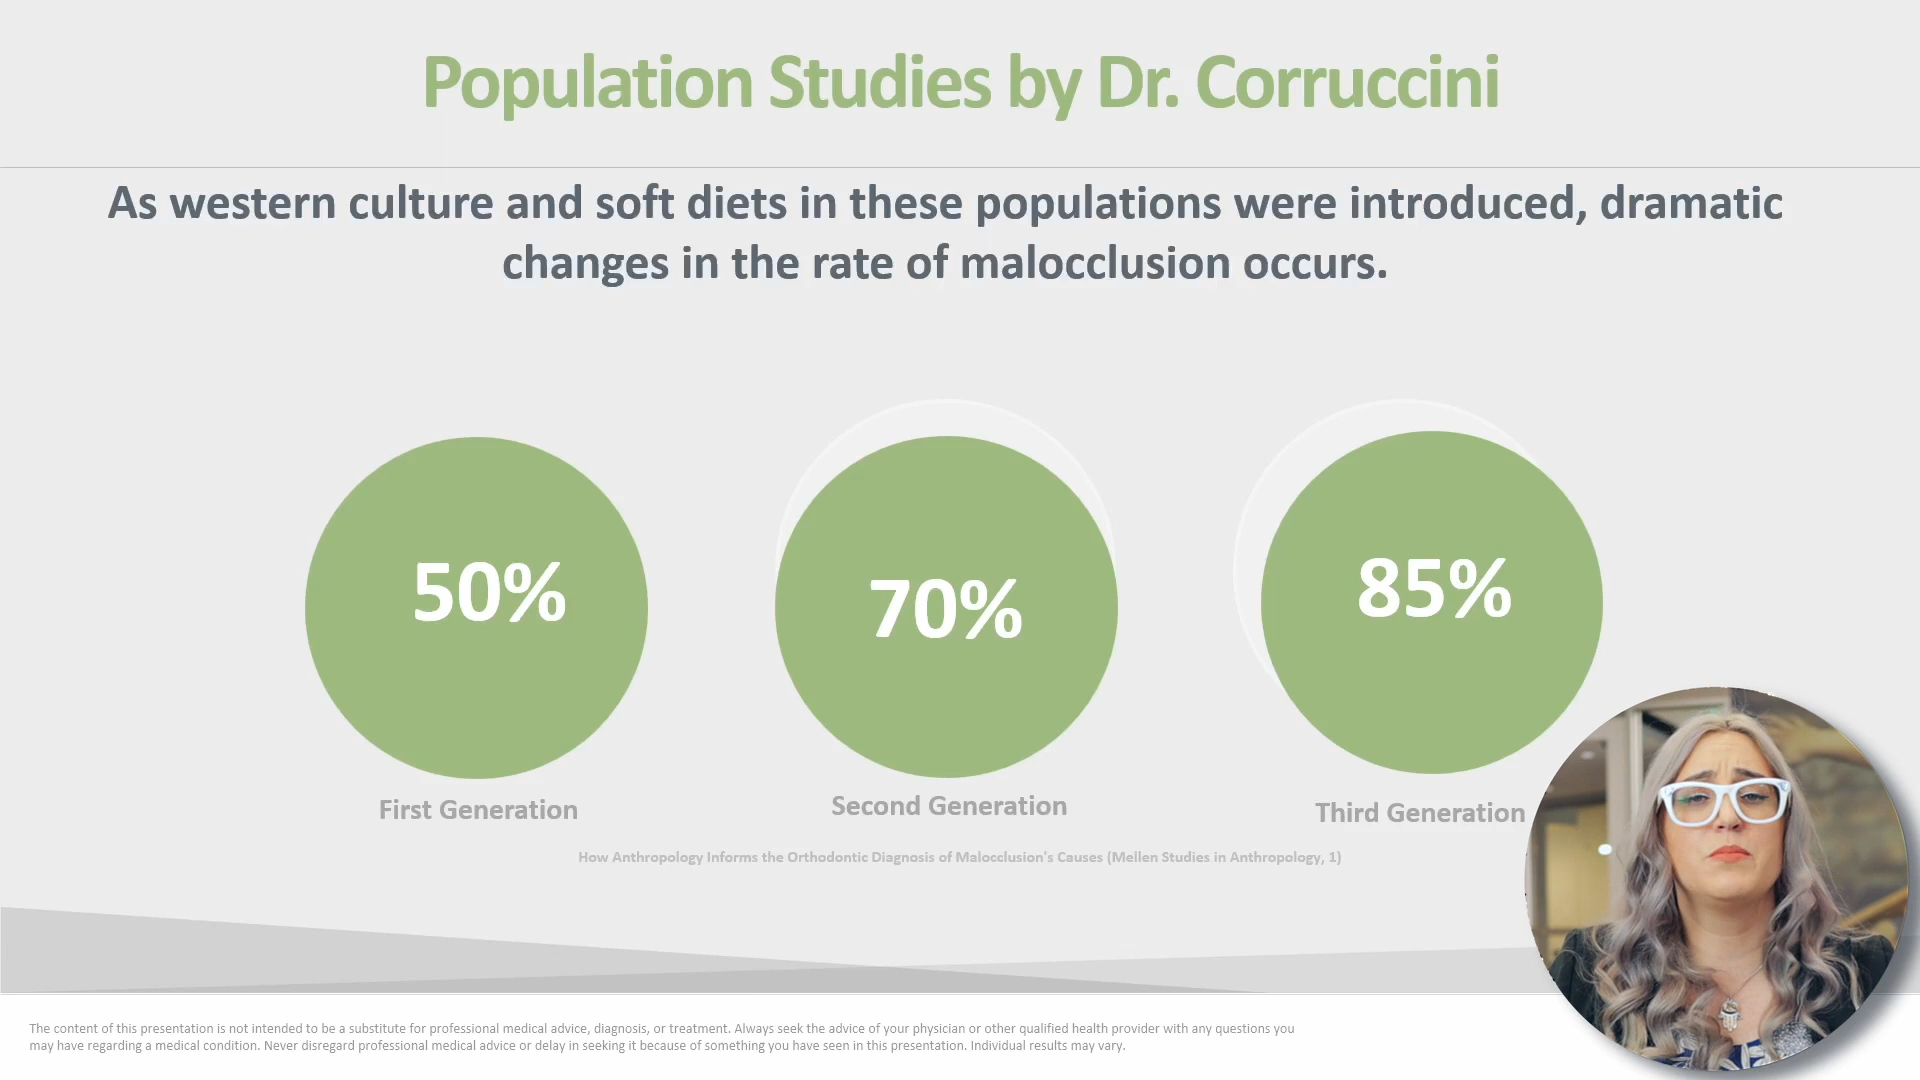 Population Studies by Dr. Corruccini
As western culture and soft diets in these populations were introduced, dramatic
changes in the rate of malocclusion occurs.
50%
70%
85%
First Generation
Second Generation
Third Generation
How Anthropology Informs the Orthodontic Diagnosis of Malocclusion's Causes (Mellen Studies in Anthropology, 1)
The content of this presentation is not intended to be a substitute for professional medical advice, diagnosis, or treatment. Always seek the advice of your physician or other qualified health provider with any questions you
may have regarding a medical condition. Never disregard professional medical advice or delay in seeking it because of something you have seen in this presentation. Individual results may vary.